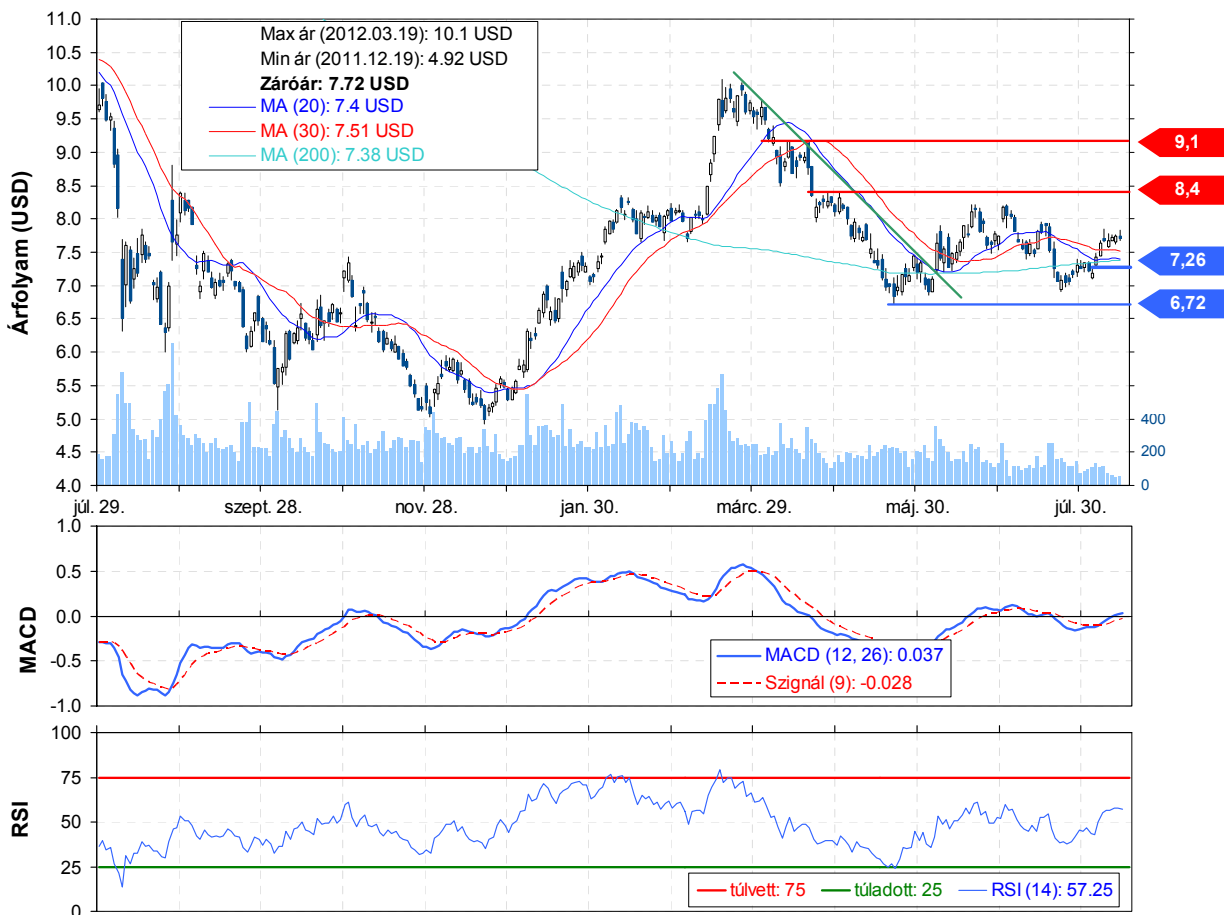 Max ár (2012.03.19): 10.1 USD
Min ár (2011.12.19): 4.92 USD
Záróár: 7.72 USD
MA (20): 7.4 USD
MA (30): 7.51 USD
MA (200): 7.38 USD
Árfolyam (USD)
11.0
10.5
10.0
9.5
9.0
8.5
8.0
7.5
7.0
6.5
6.0
5.5
5.0
4.5
4.0
9,1
8,4
7,26
6,72
400
200
0
júl. 29.
szept. 28.
nov. 28.
jan. 30.
márc. 29.
máj. 30.
júl. 30.
MACD
1.0
0.5
0.0
-0.5
-1.0
MACD (12, 26): 0.037
Szignál (9): -0.028
RSI
100
75
50
25
0
túlvett: 75
túladott: 25
RSI (14): 57.25